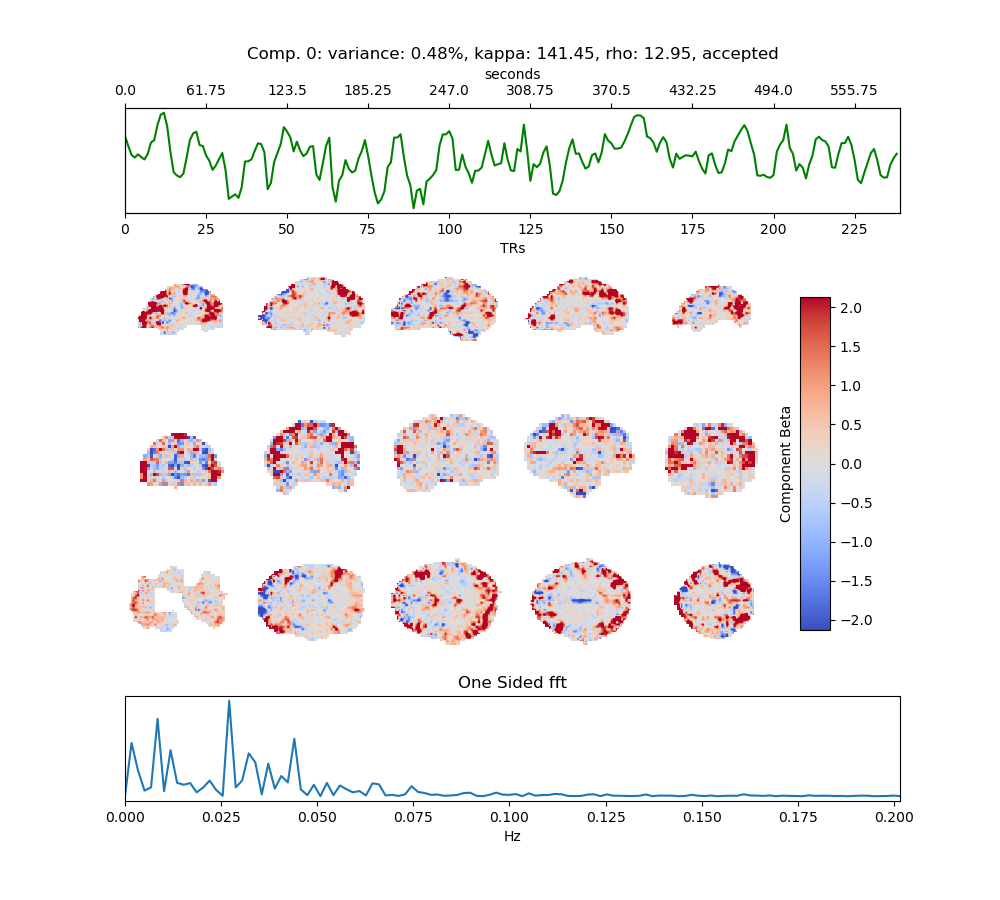 Comp. 0: variance: 0.48%, kappa: 141.45, rho: 12.95, accepted
seconds
0.0 61.75 123.5 185.25 247.0 308.75 370.5 432.25 494.0 555.75
0 25 50 75 100 125 150 175 200 225
TRs
2.0
1.5
1.0
0.5
0.0
−0.5
−1.0
−1.5
−2.0
Component Beta
One Sided fft
0.000 0.025 0.050 0.075 0.100 0.125 0.150 0.175 0.200
Hz